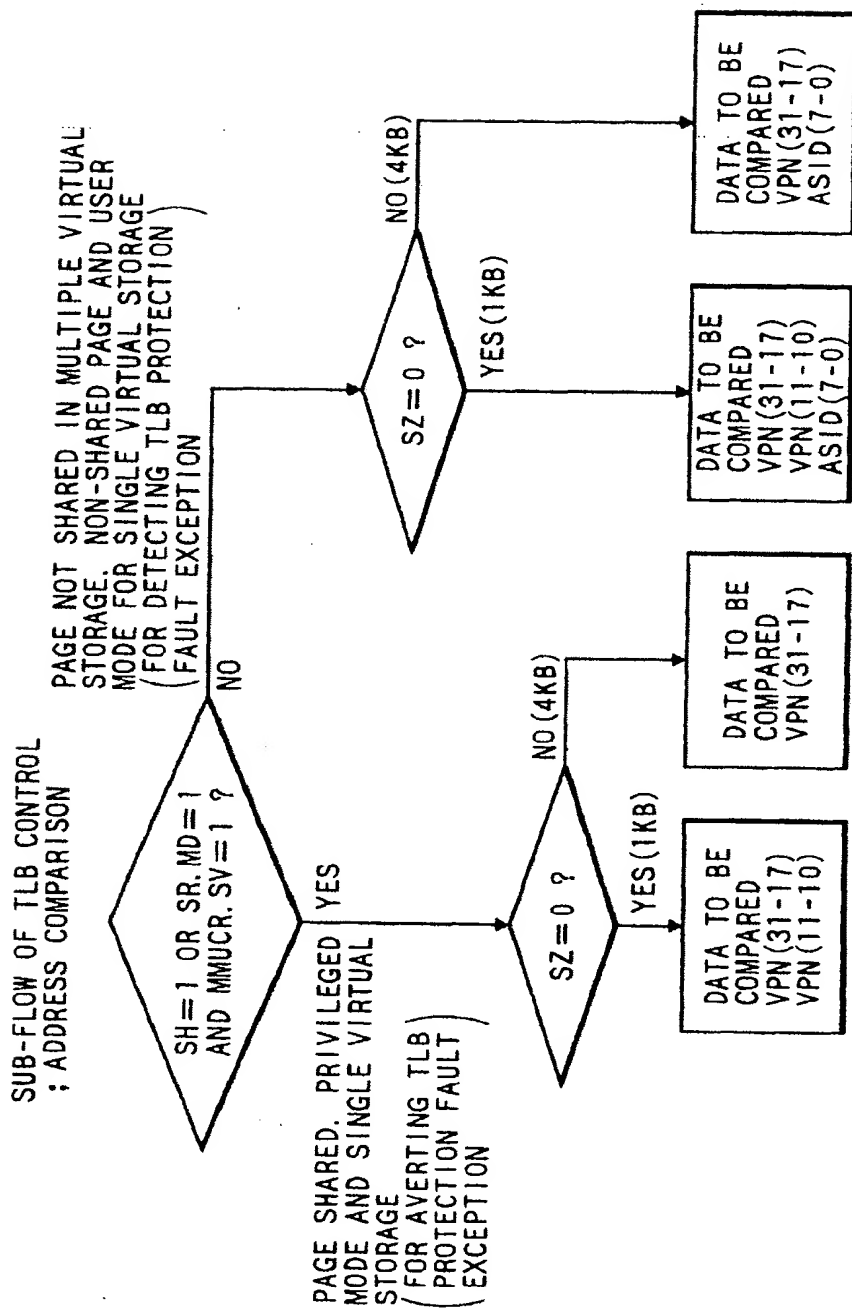 SUB-FLOW OF TLB CONTROL
; ADDRESS COMPARISON
SH=1 OR SR. MD=1
AND MMUCR. SV=1 ?
NO
PAGE NOT SHARED IN MULTIPLE VIRTUAL
STORAGE. NON-SHARED PAGE AND USER
MODE FOR SINGLE VIRTUAL STORAGE
(FOR DETECTING TLB PROTECTION
FAULT EXCEPTION)
YES
PAGE SHARED. PRIVILEGED
MODE AND SINGLE VIRTUAL
STORAGE
(FOR AVERTING TLB
PROTECTION FAULT
EXCEPTION)
SZ=0 ?
NO(4KB)
YES(1KB)
DATA TO BE
COMPARED
VPN(31-17)
VPN(11-10)
DATA TO BE
COMPARED
VPN(31-17)
SZ=0 ?
NO(4KB)
YES(1KB)
DATA TO BE
COMPARED
VPN(31-17)
VPN(11-10)
ASID(7-0)
DATA TO BE
COMPARED
VPN(31-17)
ASID(7-0)